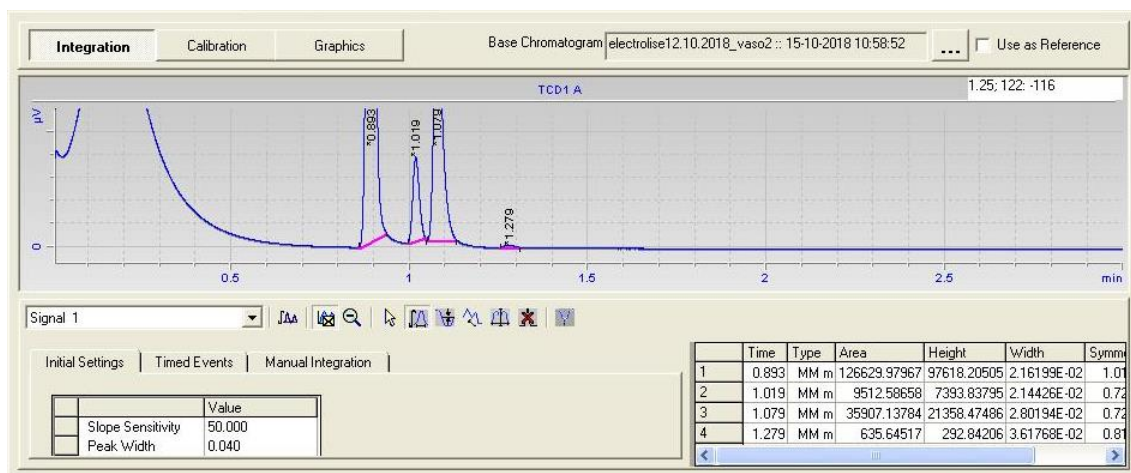 Integration Calibration Graphics Base Chromatogram electrolise12.10.2018_vaso2 :: 15-10-2018 10:58:52 ... Use as Reference
TCD1 A 1.25; 122: -116
µV
*0.893
*1.019
*1.079
*1.279
0
0.5 1 1.5 2 2.5 min
Signal 1
Initial Settings Timed Events Manual Integration
Value
Slope Sensitivity 50.000
Peak Width 0.040
Time Type Area Height Width Symme
1 0.893 MM m 126629.97967 97618.20505 2.16199E-02 1.01
2 1.019 MM m 9512.58658 7393.83795 2.14426E-02 0.72
3 1.079 MM m 35907.13784 21358.47486 2.80194E-02 0.72
4 1.279 MM m 635.64517 292.84206 3.61768E-02 0.81